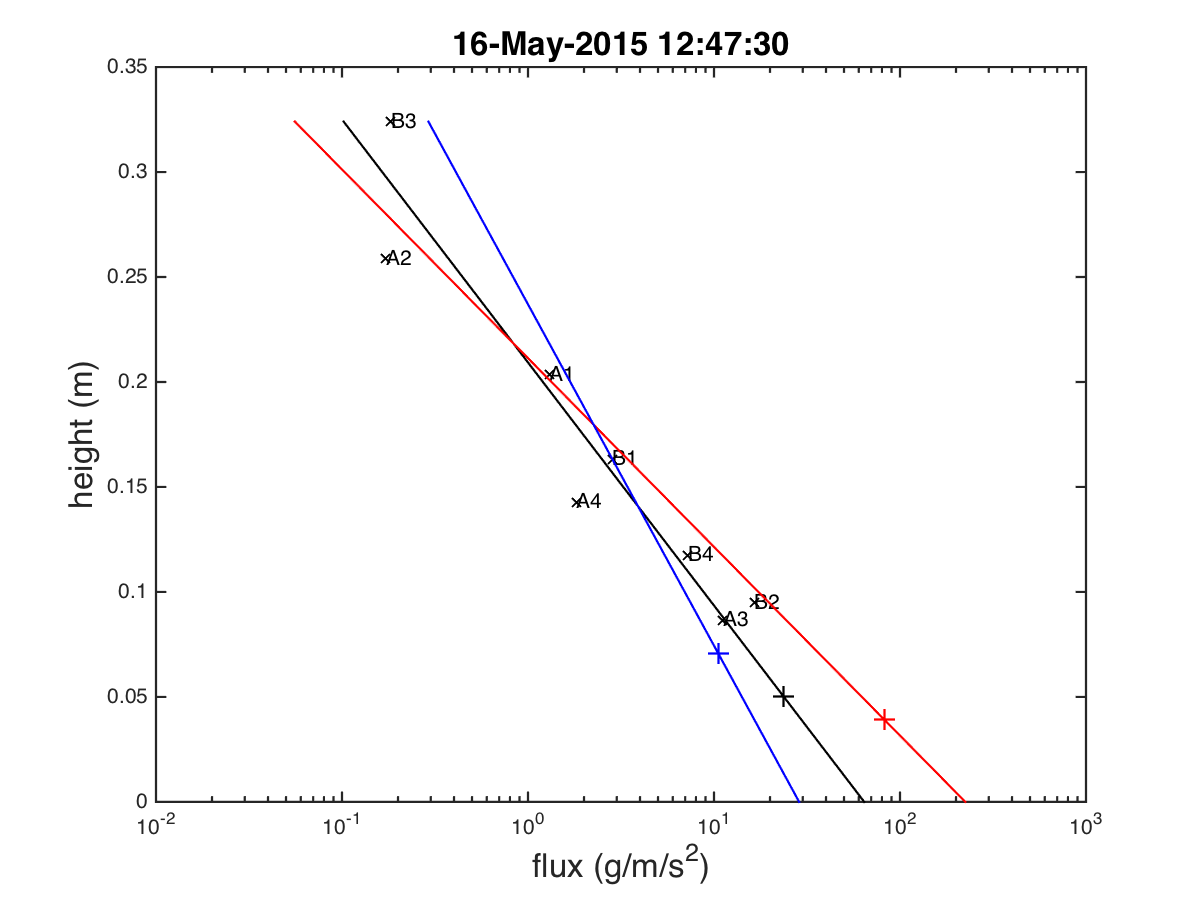 16-May-2015 12:47:30
0.35
0.3
0.25
0.2
0.15
0.1
0.05
0
height (m)
B3
A2
A1
B1
A4
B4
B2
A3
10^-2
10^-1
10^0
10^1
10^2
10^3
flux (g/m/s^2)